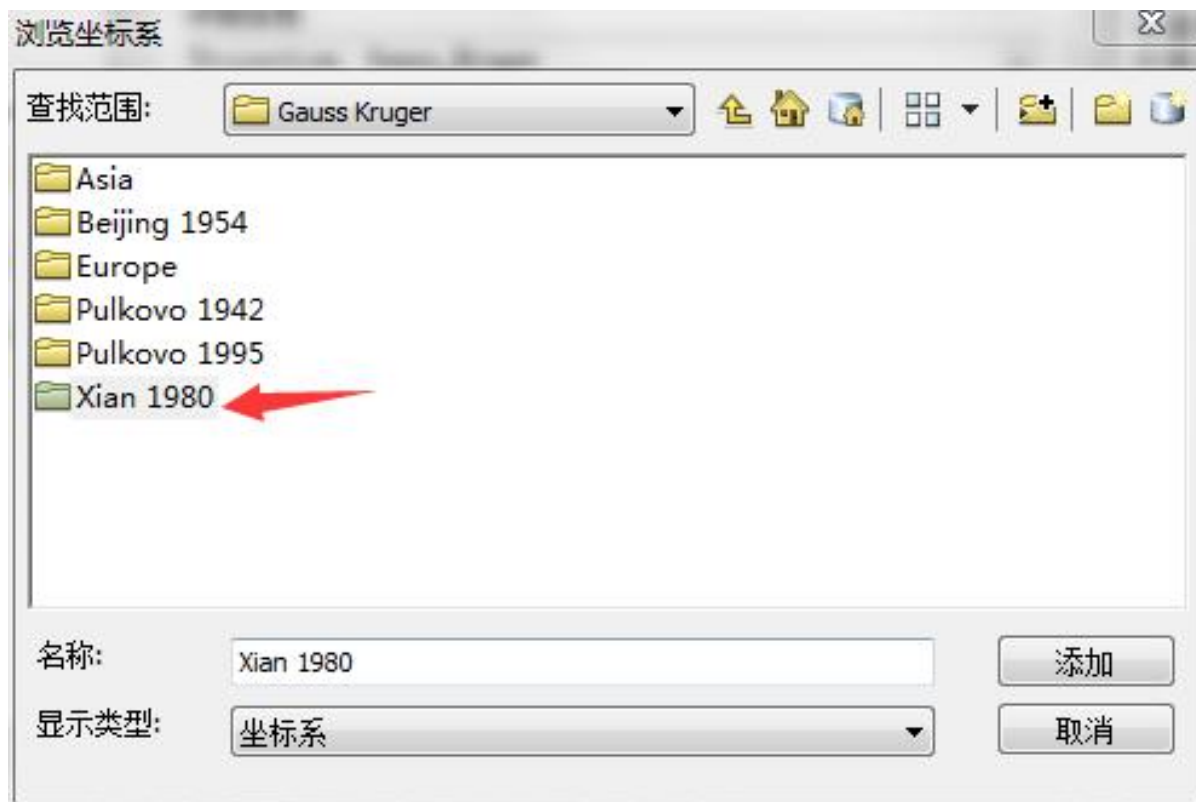 浏览坐标系
查找范围: Gauss Kruger
Asia
Beijing 1954
Europe
Pulkovo 1942
Pulkovo 1995
Xian 1980
名称: Xian 1980 添加
显示类型: 坐标系 取消